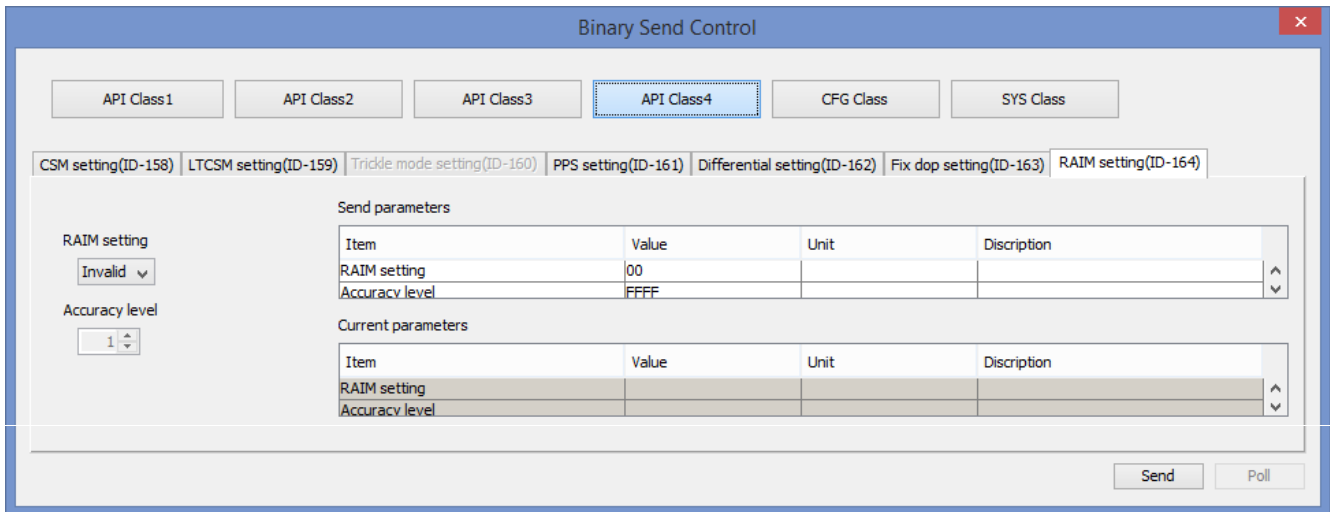 Binary Send Control
API Class1 API Class2 API Class3 API Class4 CFG Class SYS Class
CSM setting(ID-158) LTCSM setting(ID-159) Trickle mode setting(ID-160) PPS setting(ID-161) Differential setting(ID-162) Fix dop setting(ID-163) RAIM setting(ID-164)
Send parameters
RAIM setting
Invalid
Accuracy level
1
Item Value Unit Discription
RAIM setting 00
Accuracy level FFFF
Current parameters
Item Value Unit Discription
RAIM setting
Accuracy level
Send Poll